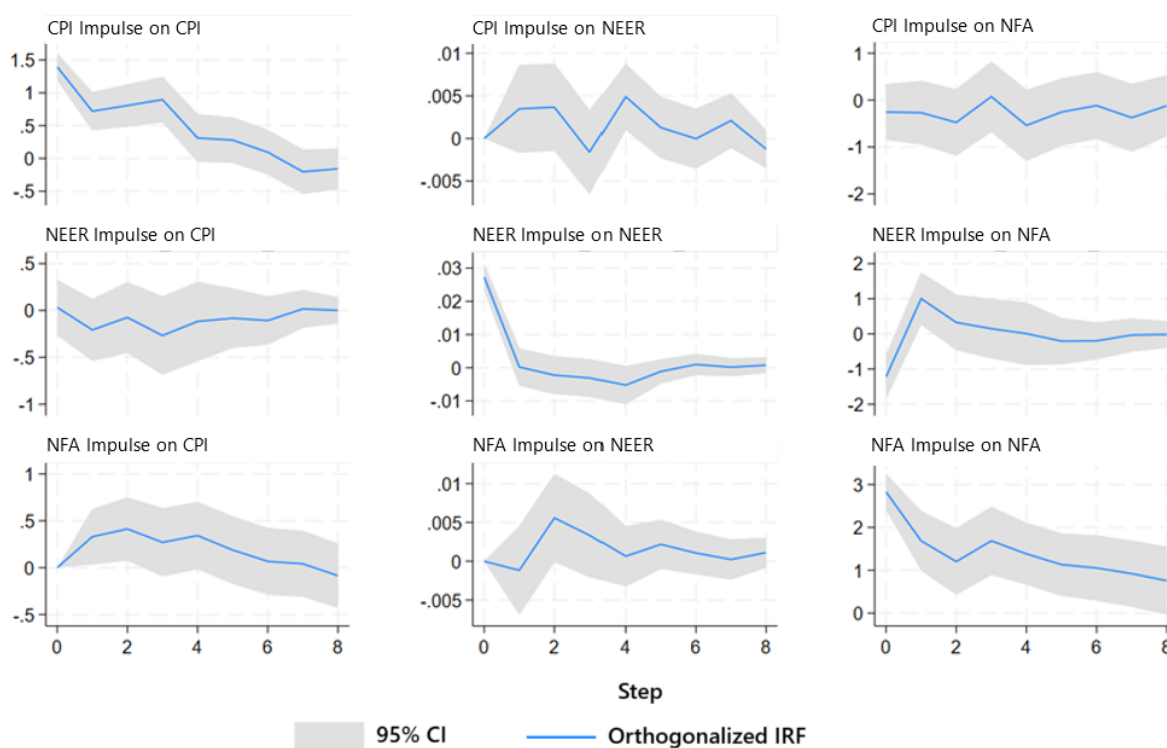 CPI Impulse on CPI
CPI Impulse on NEER
CPI Impulse on NFA
1.5
1
.5
0
-.5
.01
.005
0
-.005
0
-1
-2
1
NEER Impulse on CPI
NEER Impulse on NEER
NEER Impulse on NFA
.5
0
-.5
-1
.03
.020
.010
0
-.01
2
1
0
-1
-2
NFA Impulse on CPI
NFA Impulse on NEER
NFA Impulse on NFA
1
.5
0
-.5
.01
.005
0
-.005
3
2
1
0
0 2 4 6 8
0 2 4 6 8
0 2 4 6 8
Step
95% CI
Orthogonalized IRF